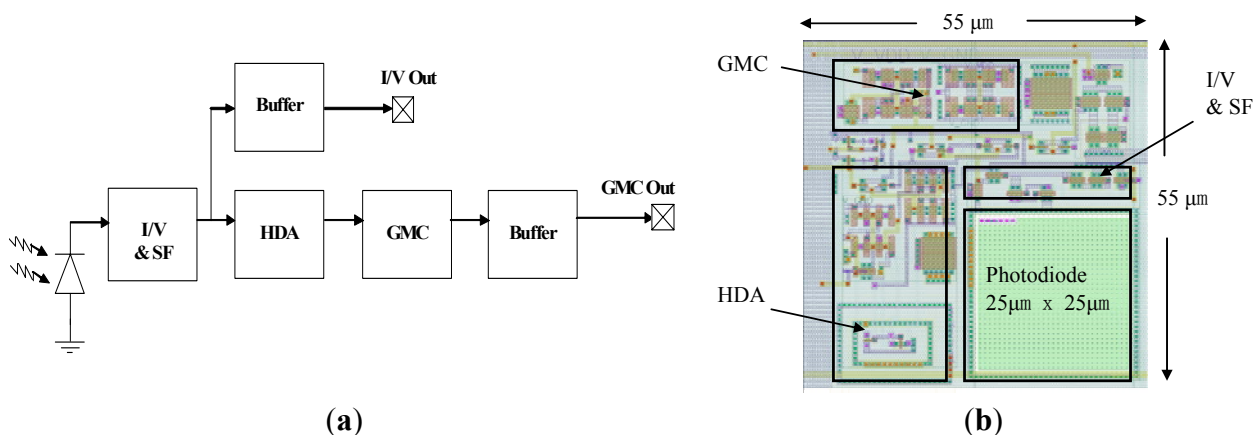 Buffer
I/V Out
I/V
& SF
HDA
GMC
Buffer
GMC Out
(a)
55 μm
GMC
I/V
& SF
55 μm
HDA
Photodiode
25μm x 25μm
(b)